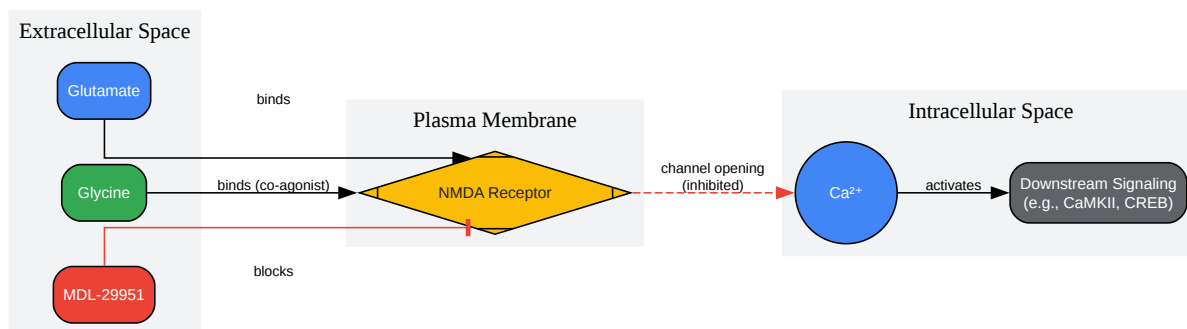 Extracellular Space
Glutamate
binds
Plasma Membrane
Intracellular Space
Glycine
binds (co-agonist)
NMDA Receptor
channel opening
(inhibited)
Ca²⁺
activates
Downstream Signaling
(e.g., CaMKII, CREB)
blocks
MDL-29951